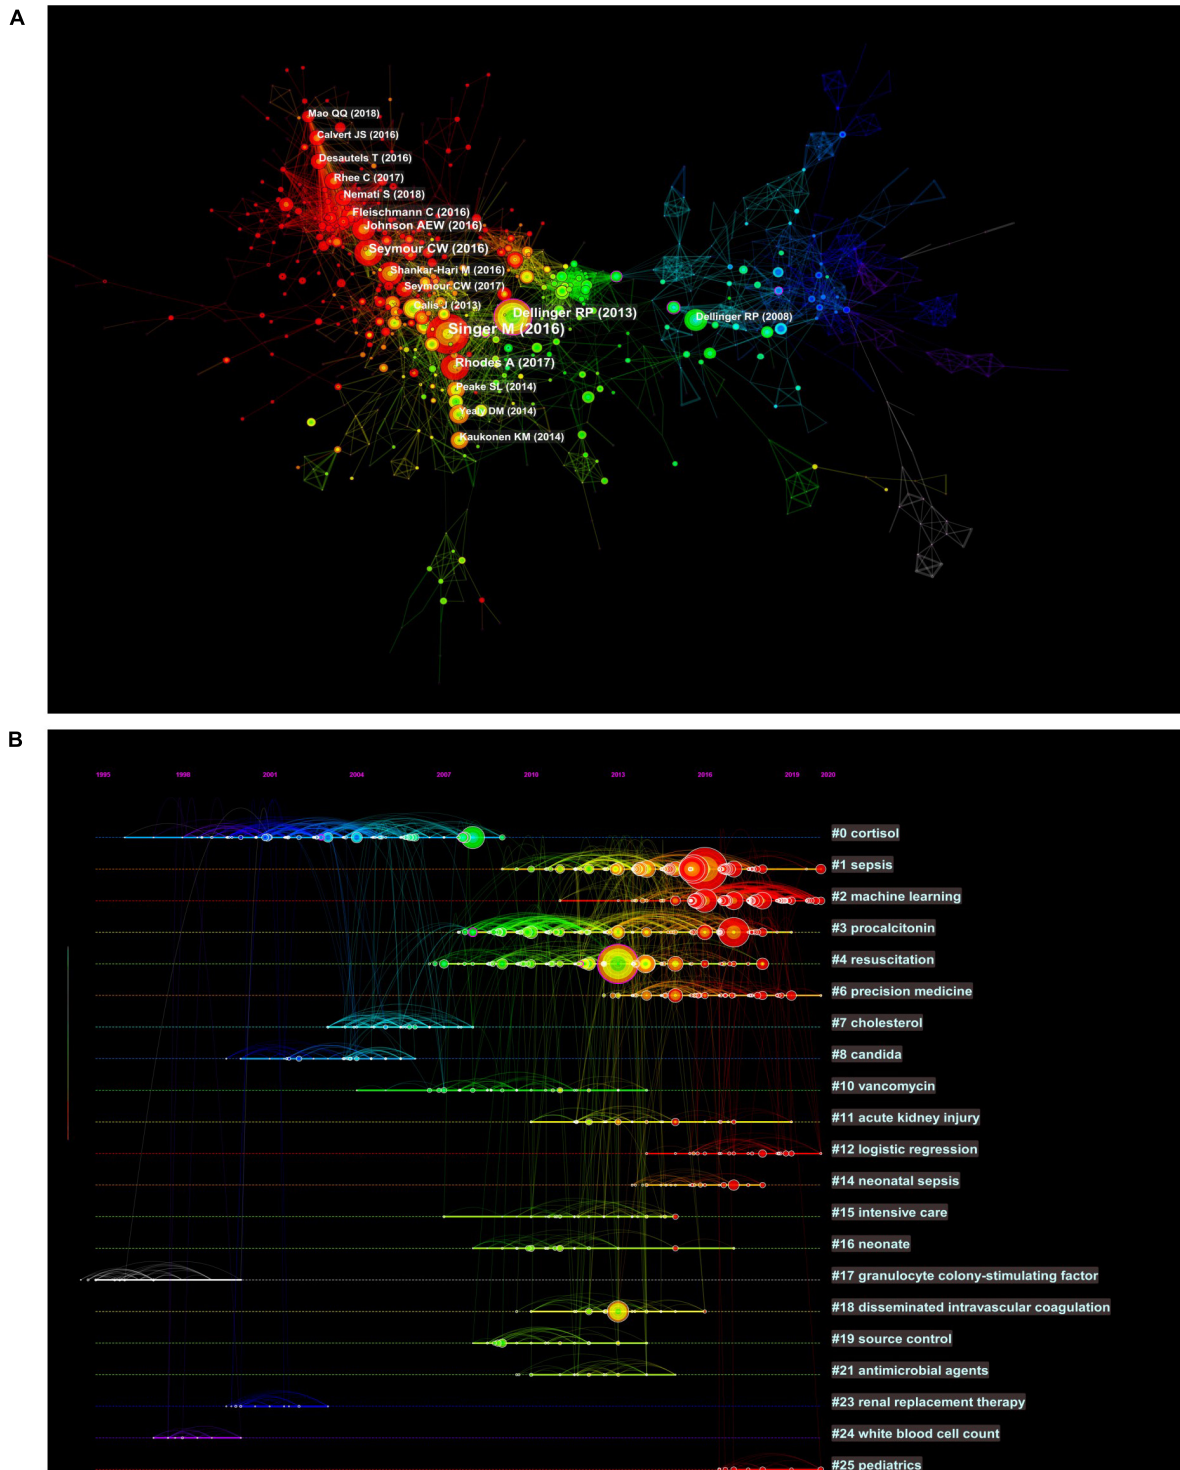 A
Mao QQ (2018)
Calvert JS (2016)
Desautels T (2016)
Rhee C (2017)
Nemati S (2018)
Fleischmann C (2016)
Johnson AEW (2016)
Seymour CW (2016)
Shankar-Hari M (2016)
Seymour CW (2017)
Calis J (2013)
Dellinger RP (2013)
Dellinger RP (2008)
Singer M (2016)
Rhodes A (2017)
Peake SL (2014)
Yealy DM (2014)
Kaukonen KM (2014)
B
1995 1998 2001 2004 2007 2010 2013 2016 2019 2020
#0 cortisol
#1 sepsis
#2 machine learning
#3 procalcitonin
#4 resuscitation
#6 precision medicine
#7 cholesterol
#8 candida
#10 vancomycin
#11 acute kidney injury
#12 logistic regression
#14 neonatal sepsis
#15 intensive care
#16 neonate
#17 granulocyte colony-stimulating factor
#18 disseminated intravascular coagulation
#19 source control
#21 antimicrobial agents
#23 renal replacement therapy
#24 white blood cell count
#25 pediatrics